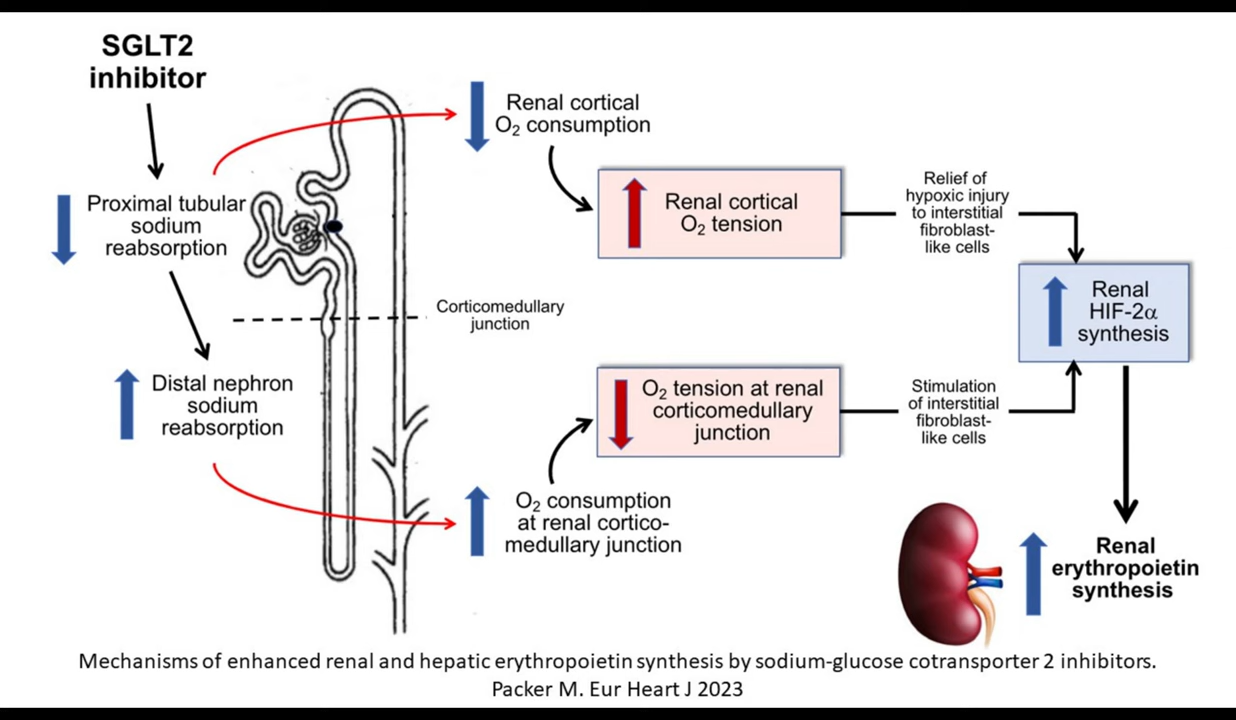 SGLT2
inhibitor
Proximal tubular
sodium
reabsorption
Distal nephron
sodium
reabsorption
Corticomedullary
junction
Renal cortical
O₂ consumption
Renal cortical
O₂ tension
Relief of
hypoxic injury
to interstitial
fibroblast-
like cells
O₂ consumption
at renal cortico-
medullary junction
O₂ tension at renal
corticomedullary
junction
Stimulation
of interstitial
fibroblast-
like cells
Renal
HIF-2α
synthesis
Renal
erythropoietin
synthesis
Mechanisms of enhanced renal and hepatic erythropoietin synthesis by sodium-glucose cotransporter 2 inhibitors.
Packer M. Eur Heart J 2023